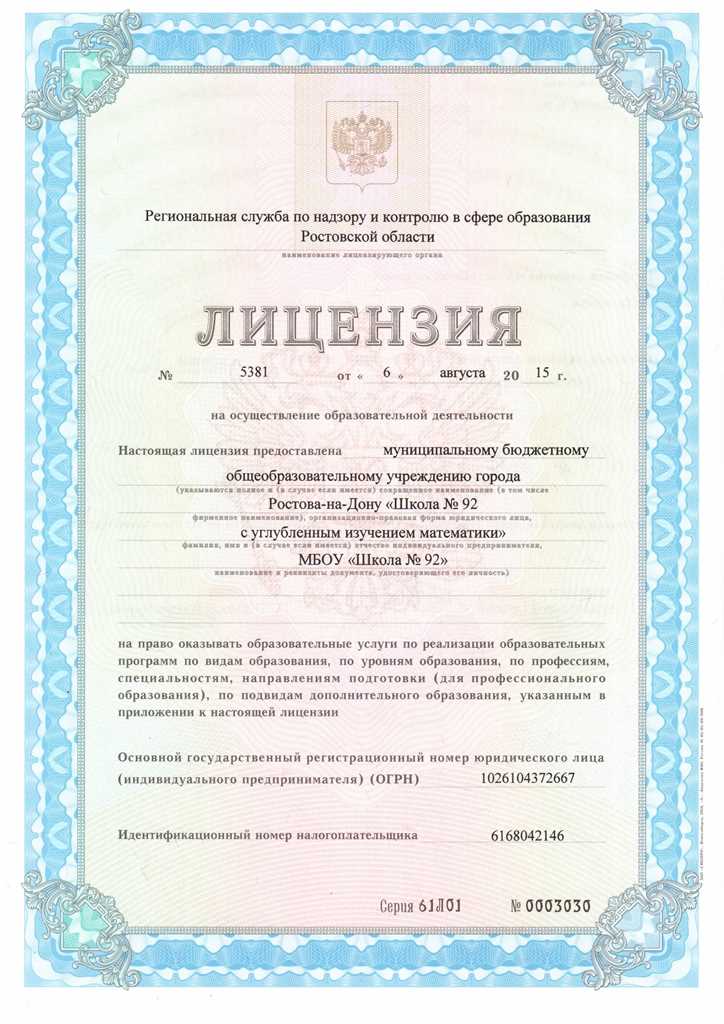 Региональная служба по надзору и контролю в сфере образования
Ростовской области
наименование лицензирующего органа
ЛИЦЕНЗИЯ
№ 5381 от « 6 » августа 20 15 г.
на осуществление образовательной деятельности
Настоящая лицензия предоставлена муниципальному бюджетному
общеобразовательному учреждению города
(указываются полное и (в случае если имеется) сокращенное наименование (в том числе
Ростова-на-Дону «Школа № 92
фирменное наименование), организационно-правовая форма юридического лица,
с углубленным изучением математики»
фамилия, имя и (в случае если имеется) отчество индивидуального предпринимателя,
МБОУ «Школа № 92»
наименование и реквизиты документа, удостоверяющего его личность)
на право оказывать образовательные услуги по реализации образовательных
программ по видам образования, по уровням образования, по профессиям,
специальностям, направлениям подготовки (для профессионального
образования), по подвидам дополнительного образования, указанным в
приложении к настоящей лицензии
Основной государственный регистрационный номер юридического лица
(индивидуального предпринимателя) (ОГРН) 1026104372667
Идентификационный номер налогоплательщика 6168042146
Серия 61Л01 № 0003030